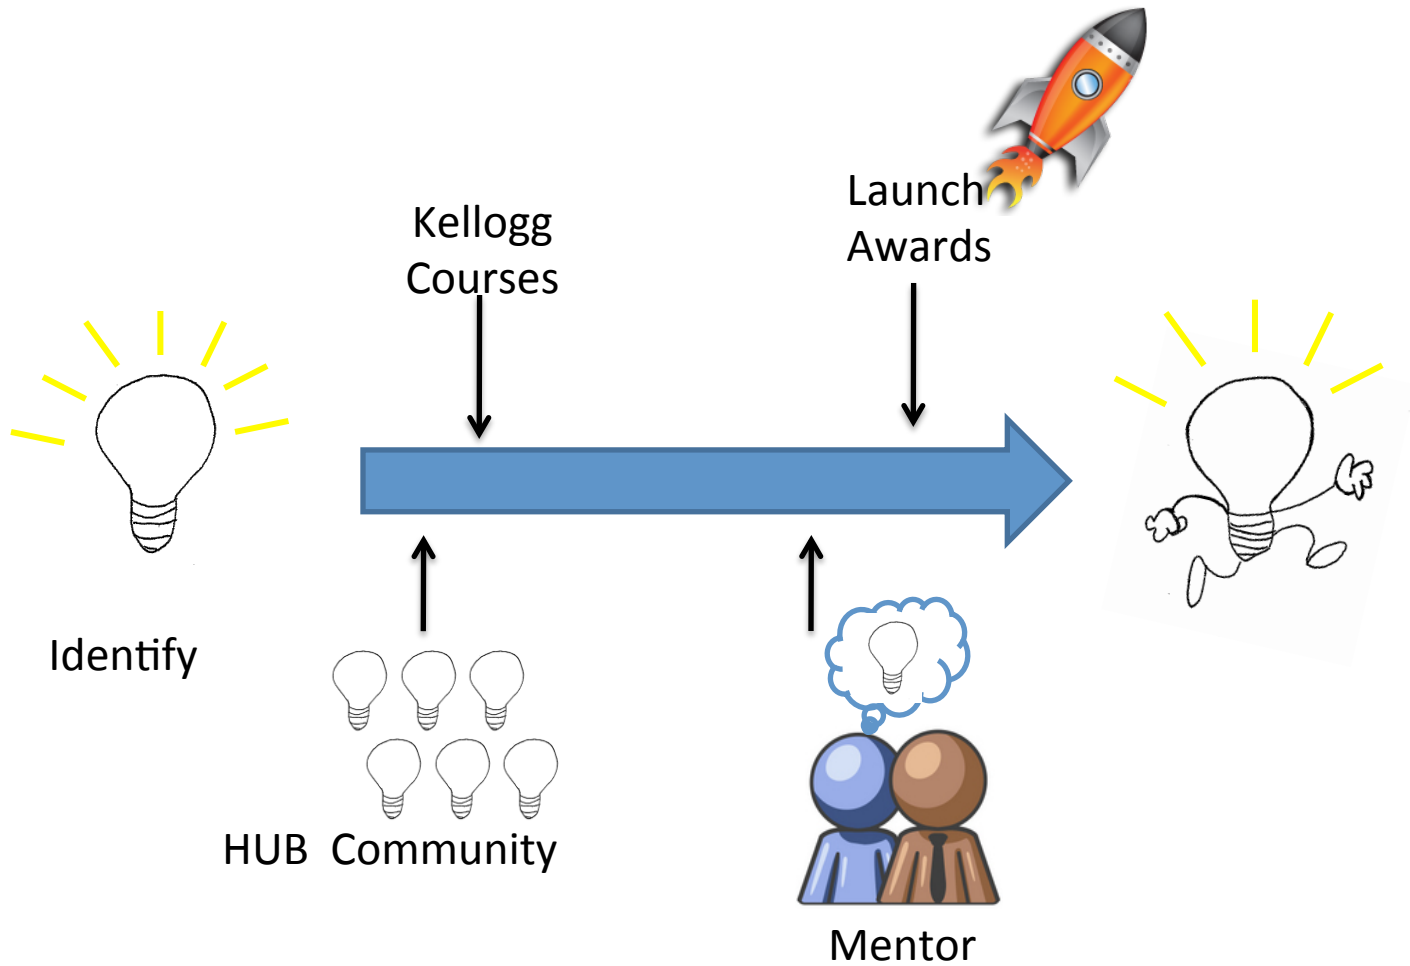 Kellogg
Courses
Launch
Awards
Identify
HUB  Community
Mentor